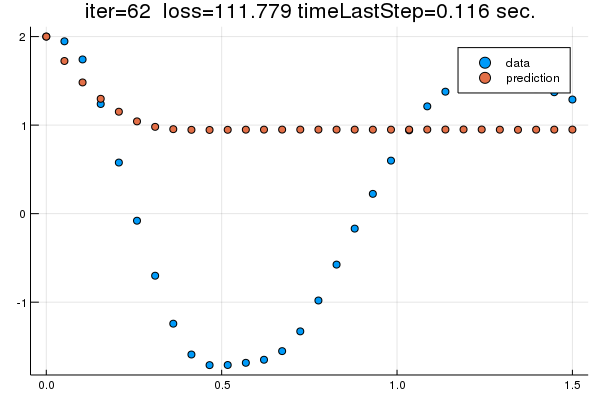 iter=62 loss=111.779 timeLastStep=0.116 sec.
2
data
prediction
1
0
-1
0.0 0.5 1.0 1.5